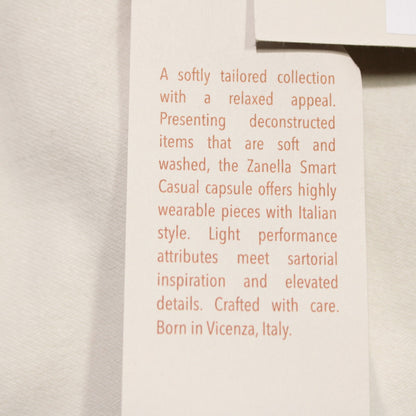 A softly tailored collection
with a relaxed appeal.
Presenting deconstructed
items that are soft and
washed, the Zanella Smart
Casual capsule offers highly
wearable pieces with Italian
style. Light performance
attributes meet sartorial
inspiration and elevated
details. Crafted with care.
Born in Vicenza, Italy.